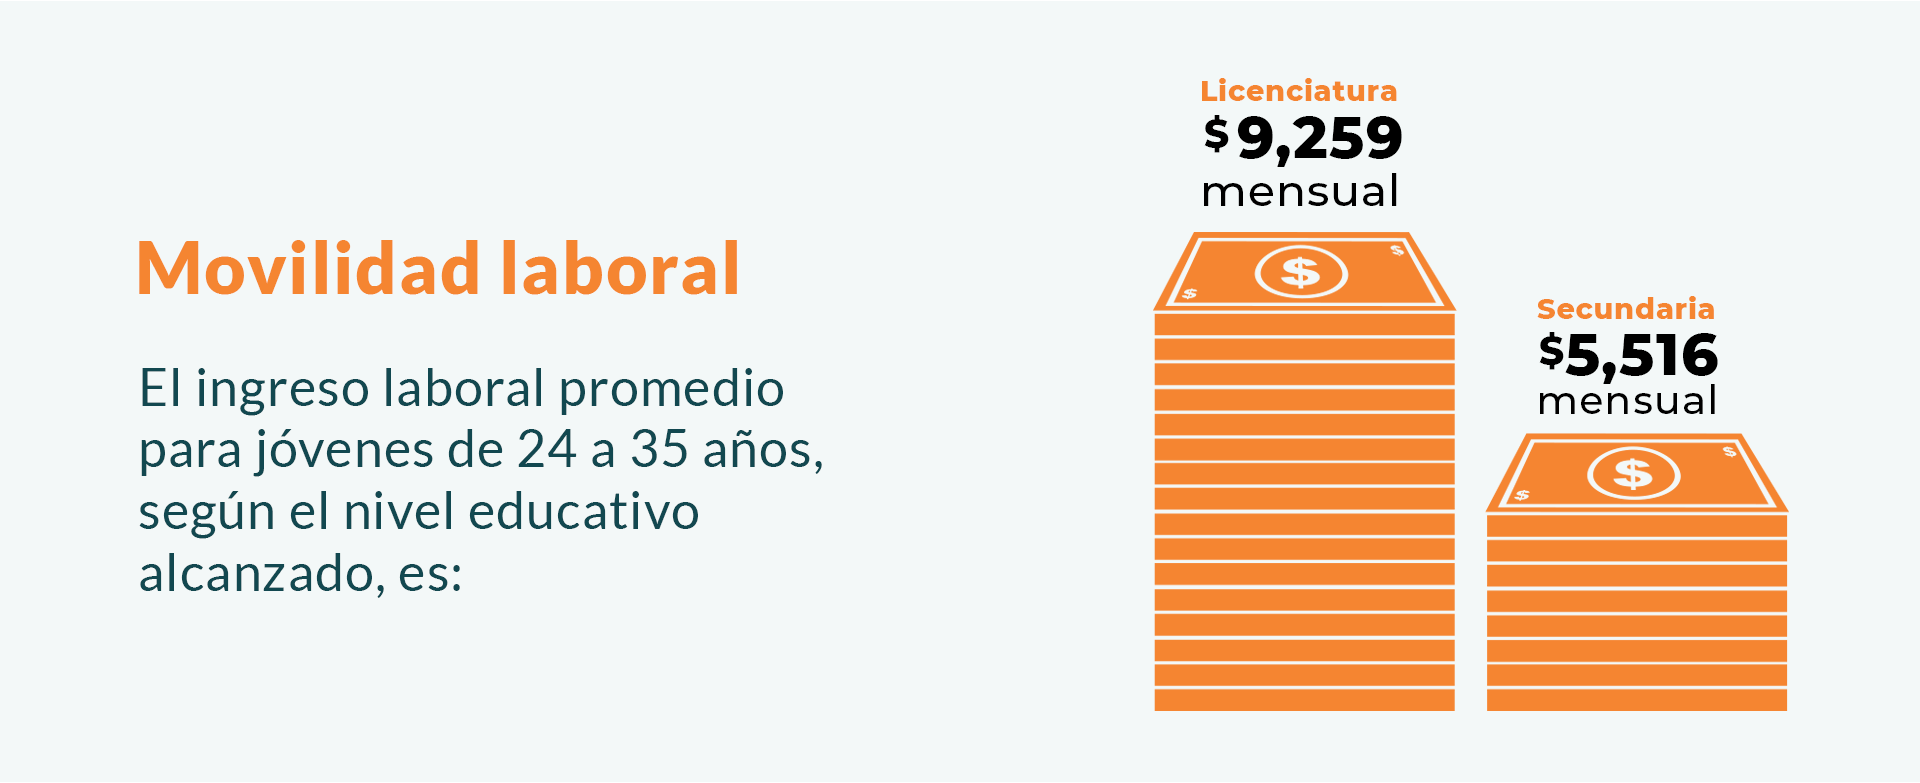 Movilidad laboral
El ingreso laboral promedio
para jóvenes de 24 a 35 años,
según el nivel educativo
alcanzado, es:
Licenciatura
$9,259
mensual
$
$
$
Secundaria
$5,516
mensual
$
$
$